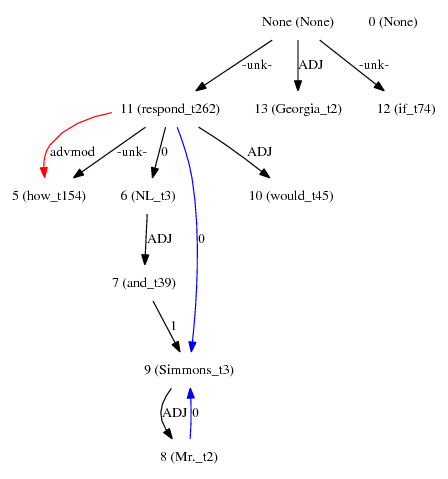 None (None) 0 (None)
-unk- ADJ -unk-
11 (respond_t262) 13 (Georgia_t2) 12 (if_t74)
advmod -unk- 0 ADJ
5 (how_t154) 6 (NL_t3) 10 (would_t45)
ADJ 0
7 (and_t39)
1
9 (Simmons_t3)
ADJ 0
8 (Mr._t2)